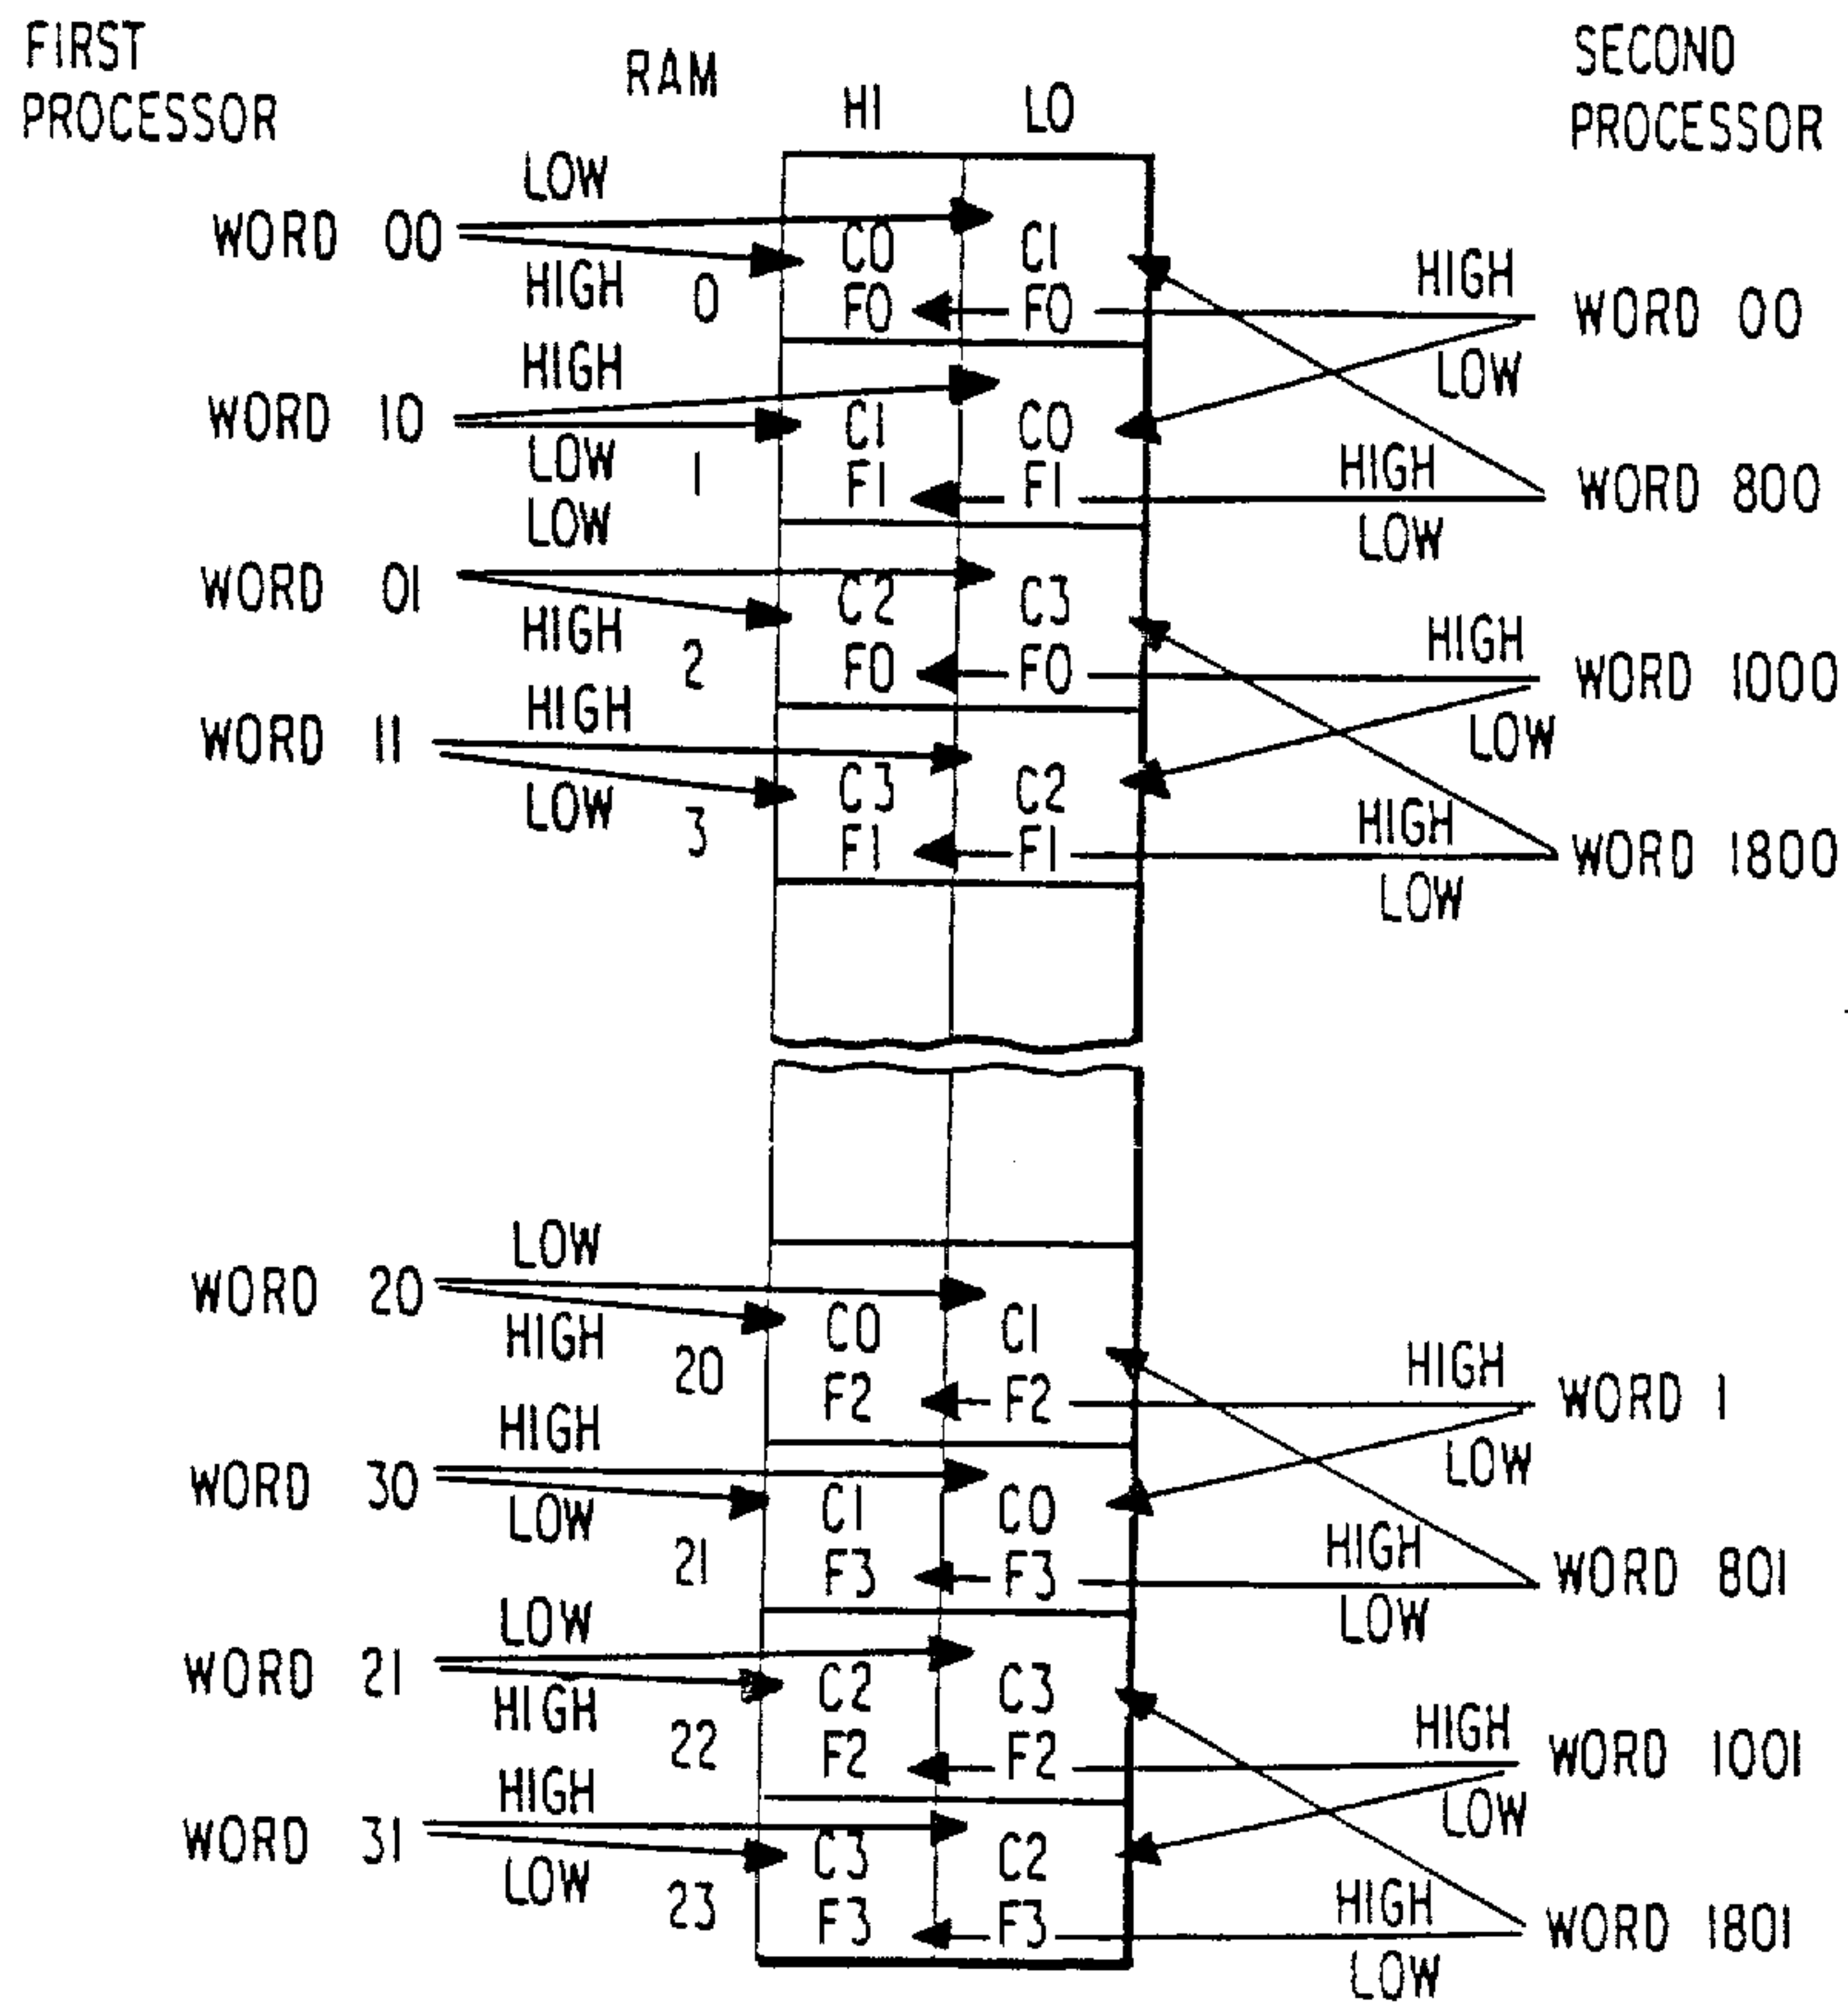 FIRST PROCESSOR
RAM
HI LO
SECOND PROCESSOR
LOW
WORD 00
HIGH
0
C0 C1
F0 F0
HIGH
WORD 00
LOW
HIGH
WORD 10
LOW
1
C1 C0
F1 F1
HIGH
WORD 800
LOW
LOW
WORD 01
HIGH
2
C2 C3
F0 F0
HIGH
WORD 1000
LOW
HIGH
WORD 11
LOW
3
C3 C2
F1 F1
HIGH
WORD 1800
LOW
LOW
WORD 20
HIGH
20
C0 C1
F2 F2
HIGH
WORD 1
LOW
HIGH
WORD 30
LOW
21
C1 C0
F3 F3
HIGH
WORD 801
LOW
LOW
WORD 21
HIGH
22
C2 C3
F2 F2
HIGH
WORD 1001
LOW
HIGH
WORD 31
LOW
23
C3 C2
F3 F3
HIGH
WORD 1801
LOW